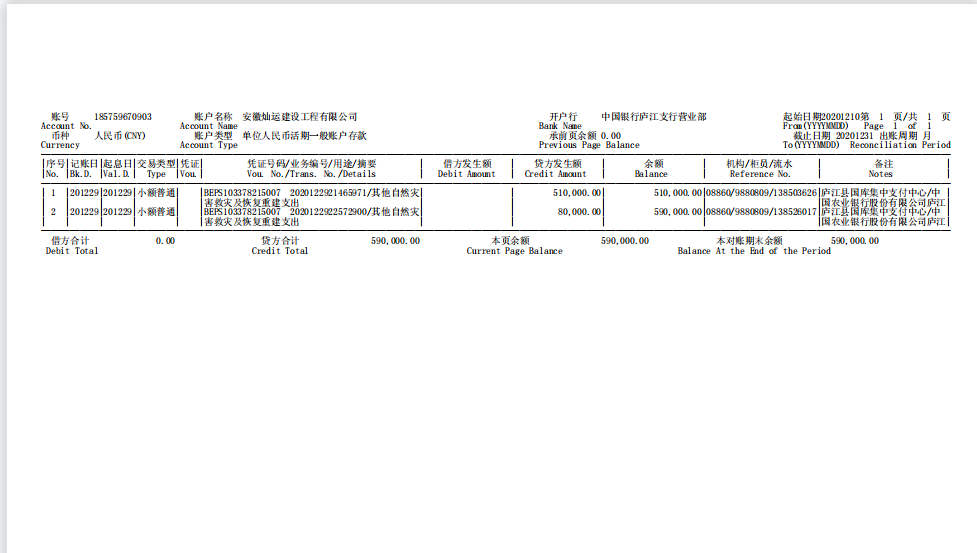 账号 185759670903 账户名称 安徽灿运建设工程有限公司 开户行 中国银行庐江支行营业部 起始日期20201210第 1 页/共 1 页
Account No. Account Name Bank Name From(YYYYMMDD) Page 1 of 1
币种 人民币(CNY) 账户类型 单位人民币活期一般账户存款 承前页余额 0.00 截止日期 20201231 出账周期 月
Currency Account Type Previous Page Balance To(YYYYMMDD) Reconciliation Period
序号 记账日 起息日 交易类型 凭证 凭证号码/业务编号/用途/摘要 借方发生额 贷方发生额 余额 机构/柜员/流水 备注
No. Bk.D. Val.D. Type Vou. Vou. No./Trans. No./Details Debit Amount Credit Amount Balance Reference No. Notes
1 201229 201229 小额普通 BEPS103378215007 2020122921465971/其他自然灾 510,000.00 510,000.00 08860/9880809/138503626 庐江县国库集中支付中心/中
害救灾及恢复重建支出 国农业银行股份有限公司庐江
2 201229 201229 小额普通 BEPS103378215007 2020122922572900/其他自然灾 80,000.00 590,000.00 08860/9880809/138526017 庐江县国库集中支付中心/中
害救灾及恢复重建支出 国农业银行股份有限公司庐江
借方合计 0.00 贷方合计 590,000.00 本页余额 590,000.00 本对账期末余额 590,000.00
Debit Total Credit Total Current Page Balance Balance At the End of the Period